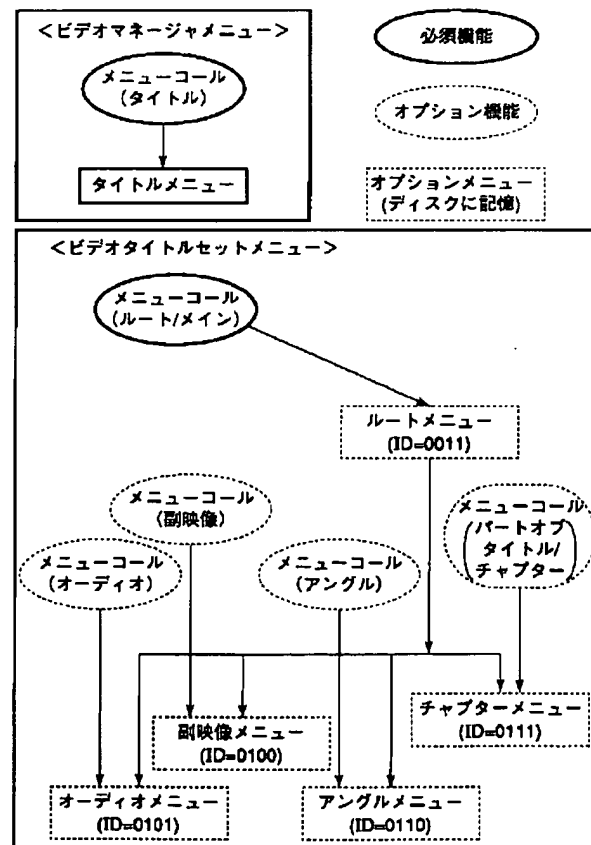 <ビデオマネージャメニュー>
メニューコール
(タイトル)
タイトルメニュー
必須機能
オプション機能
オプションメニュー
(ディスクに記憶)
<ビデオタイトルセットメニュー>
メニューコール
(ルート/メイン)
ルートメニュー
(ID=0011)
メニューコール
(副映像)
メニューコール
(オーディオ)
メニューコール
(アングル)
メニューコール
(パートオブ
タイトル/
チャプター)
副映像メニュー
(ID=0100)
チャプターメニュー
(ID=0111)
オーディオメニュー
(ID=0101)
アングルメニュー
(ID=0110)